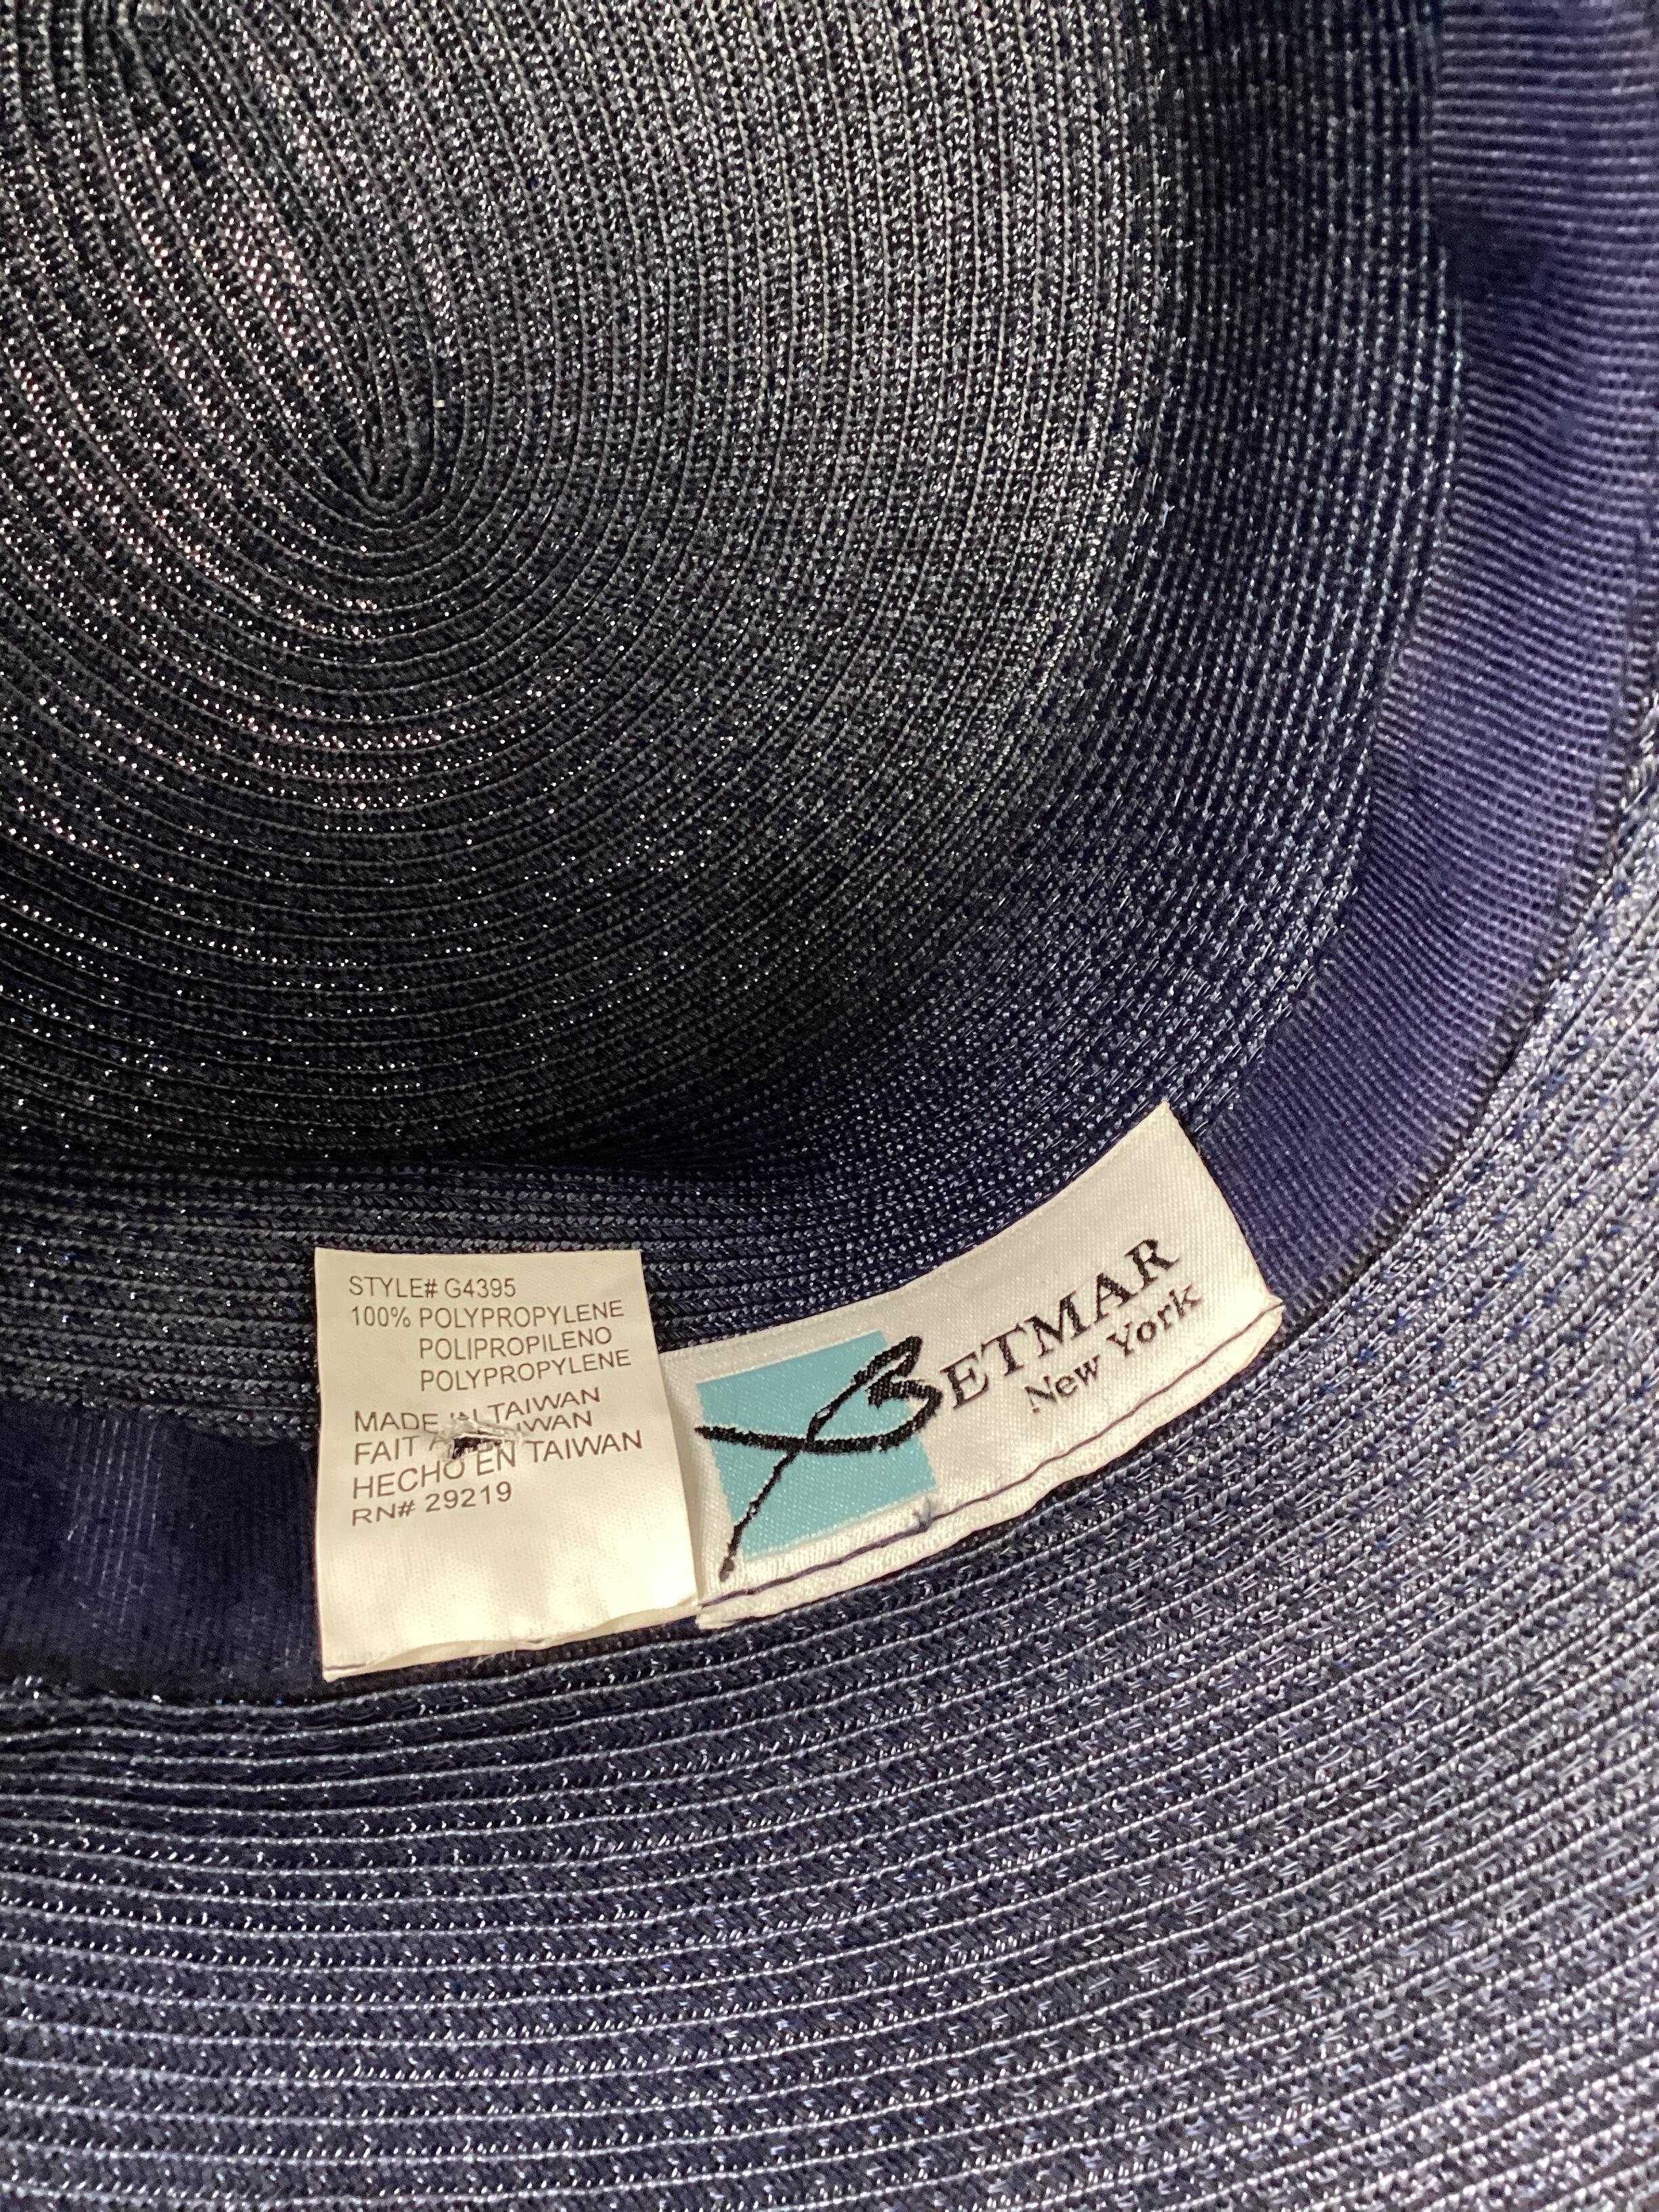 STYLE# G4395
100% POLYPROPYLENE
POLIPROPILENO
POLYPROPYLENE
MADE IN TAIWAN
FAIT TAIWAN
HECHO EN TAIWAN
RN# 29219
BETMAR
New York